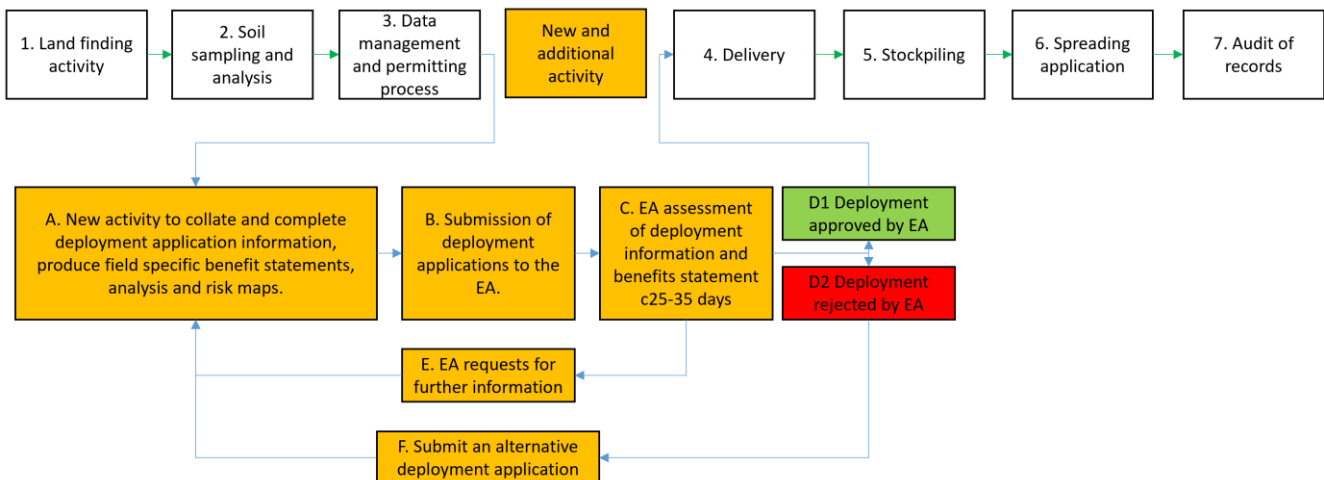 1. Land finding
activity
2. Soil
sampling and
analysis
3. Data
management
and permitting
process
New and
additional
activity
4. Delivery
5. Stockpiling
6. Spreading
application
7. Audit of
records
A. New activity to collate and complete
deployment application information,
produce field specific benefit statements,
analysis and risk maps.
B. Submission of
deployment
applications to the
EA.
C. EA assessment
of deployment
information and
benefits statement
c25-35 days
D1 Deployment
approved by EA
D2 Deployment
rejected by EA
E. EA requests for
further information
F. Submit an alternative
deployment application